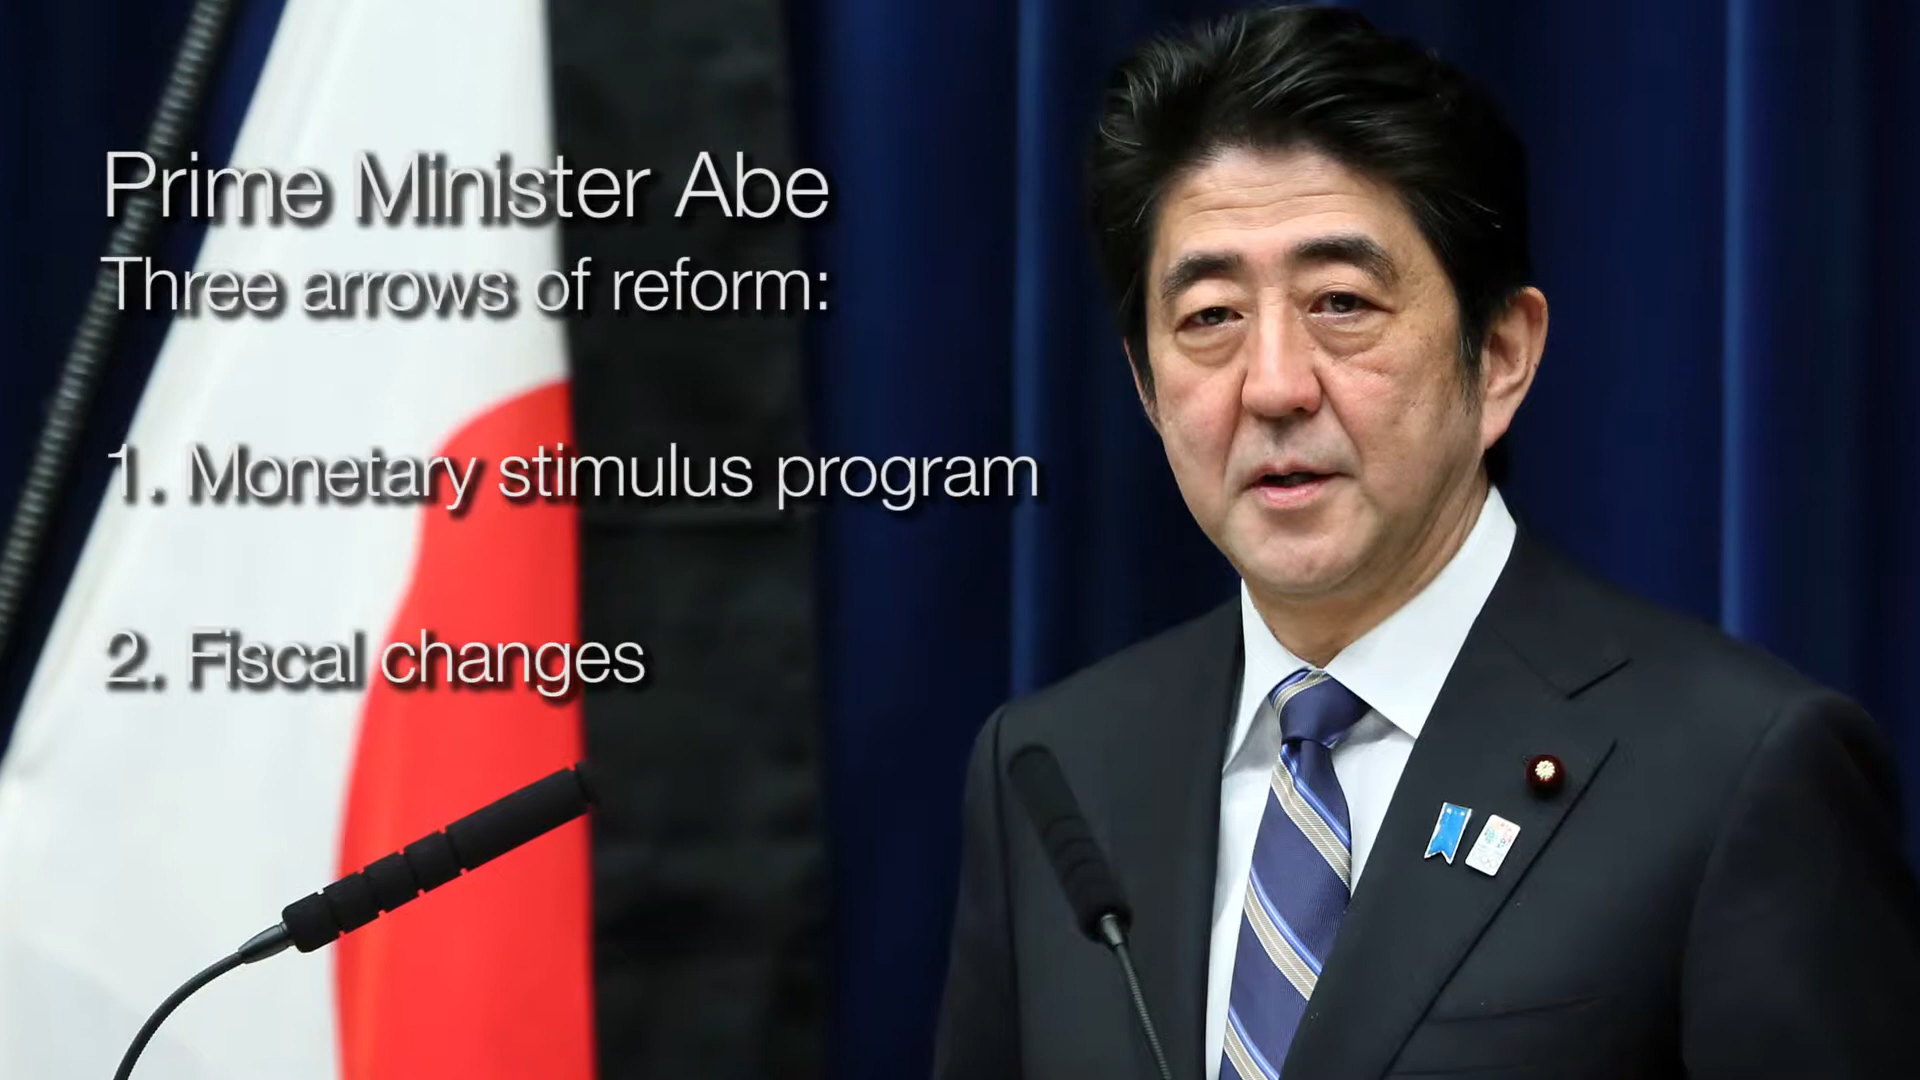 Prime Minister Abe
Three arrows of reform:
1. Monetary stimulus program
2. Fiscal changes